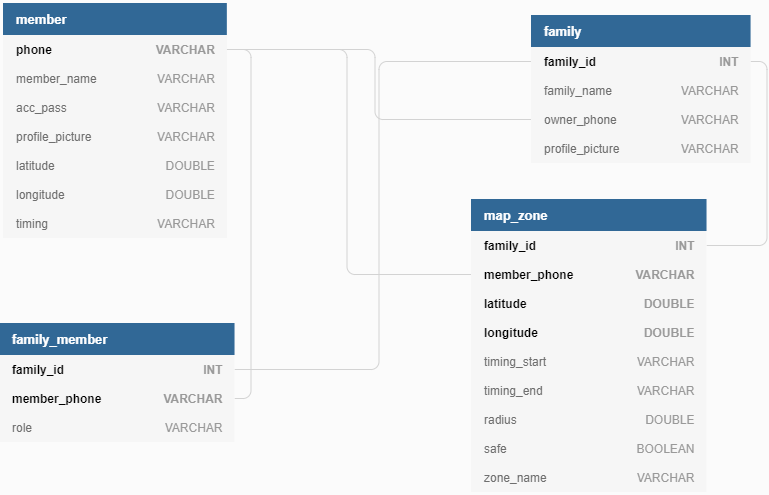 member
phone VARCHAR
member_name VARCHAR
acc_pass VARCHAR
profile_picture VARCHAR
latitude DOUBLE
longitude DOUBLE
timing VARCHAR
family
family_id INT
family_name VARCHAR
owner_phone VARCHAR
profile_picture VARCHAR
map_zone
family_id INT
member_phone VARCHAR
latitude DOUBLE
longitude DOUBLE
timing_start VARCHAR
timing_end VARCHAR
radius DOUBLE
safe BOOLEAN
zone_name VARCHAR
family_member
family_id INT
member_phone VARCHAR
role VARCHAR